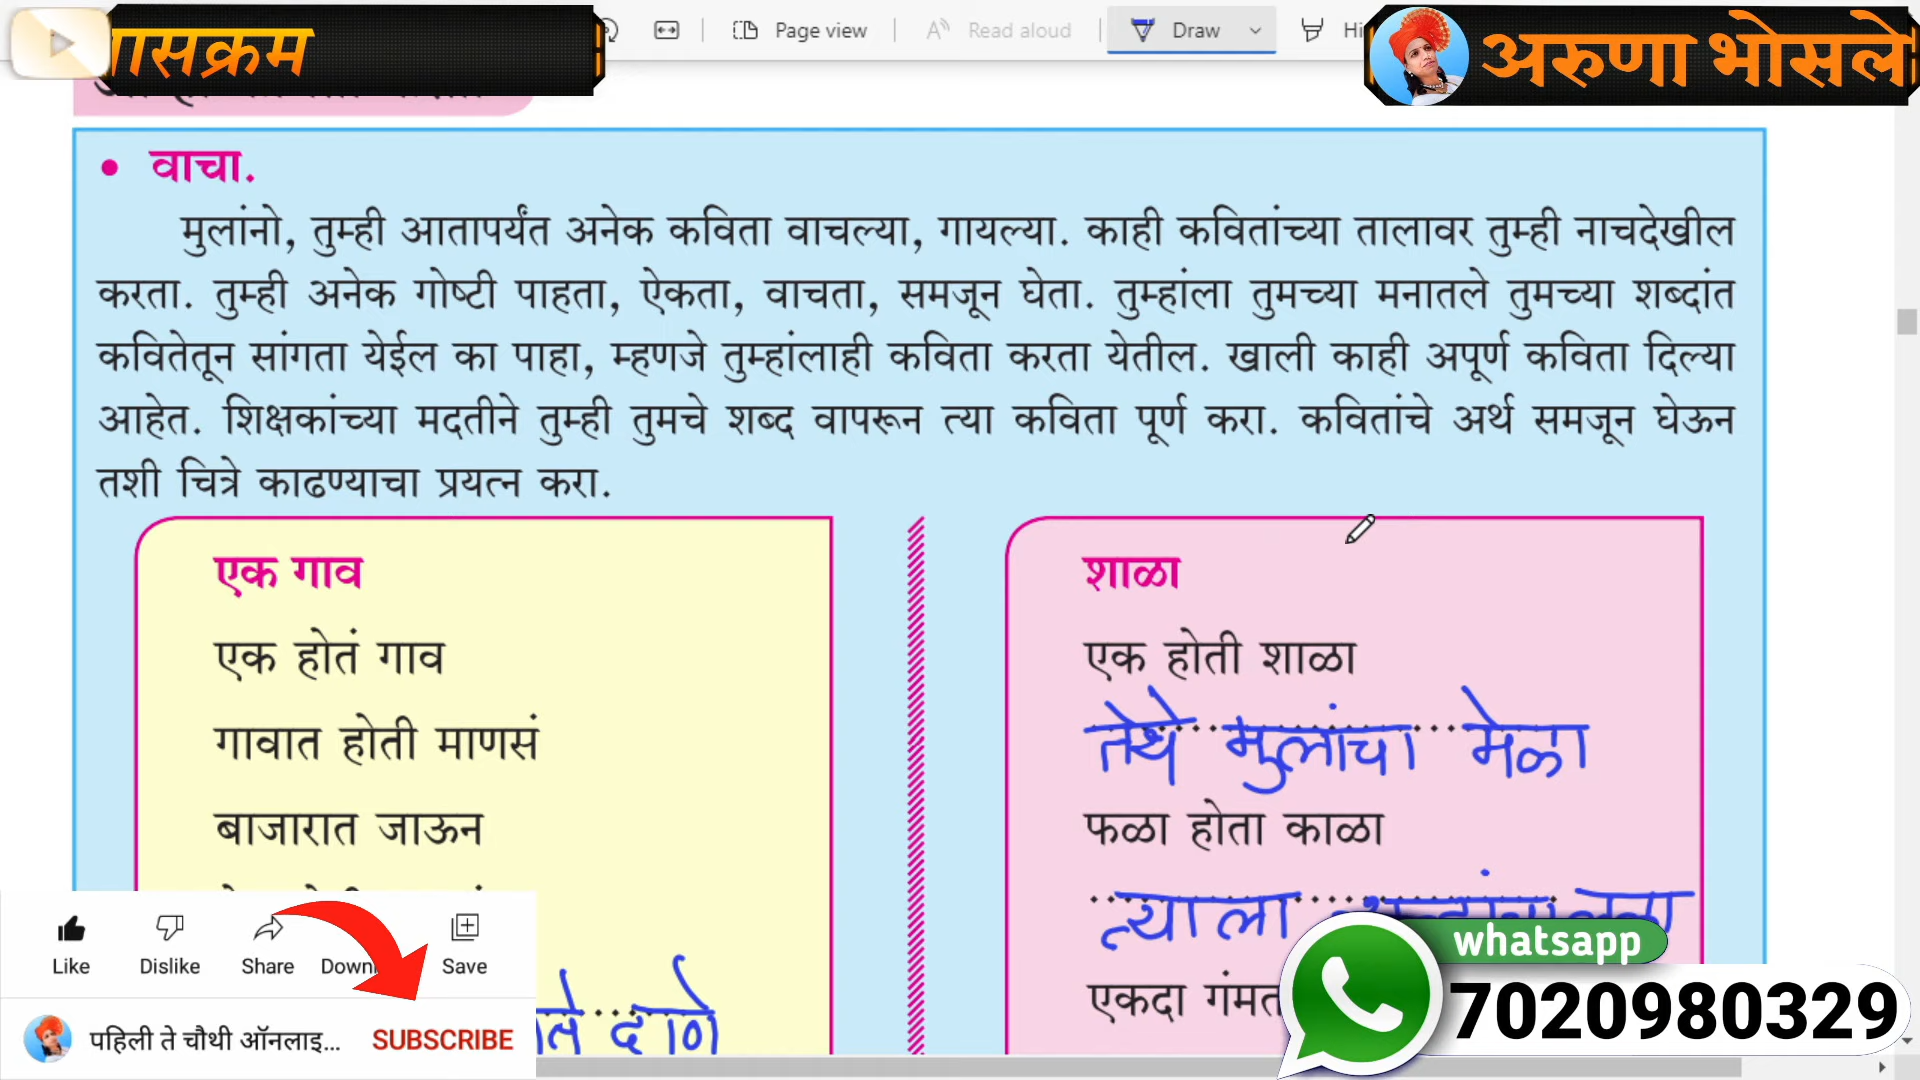 Page view
Read aloud
Draw
अरुणा भोसले
• वाचा.
मुलांनो, तुम्ही आतापर्यंत अनेक कविता वाचल्या, गायल्या. काही कवितांच्या तालावर तुम्ही नाचदेखील
करता. तुम्ही अनेक गोष्टी पाहता, ऐकता, वाचता, समजून घेता. तुम्हांला तुमच्या मनातले तुमच्या शब्दांत
कवितेतून सांगता येईल का पाहा, म्हणजे तुम्हांलाही कविता करता येतील. खाली काही अपूर्ण कविता दिल्या
आहेत. शिक्षकांच्या मदतीने तुम्ही तुमचे शब्द वापरून त्या कविता पूर्ण करा. कवितांचे अर्थ समजून घेऊन
तशी चित्रे काढण्याचा प्रयत्न करा.
एक गाव
एक होतं गाव
गावात होती माणसं
बाजारात जाऊन
दाणे
शाळा
एक होती शाळा
तेथे मुलांचा मेळा
फळा होता काळा
त्याला
एकदा
Like
Dislike
Share
Save
पहिली ते चौथी ऑनलाइ...
SUBSCRIBE
whatsapp
7020980329